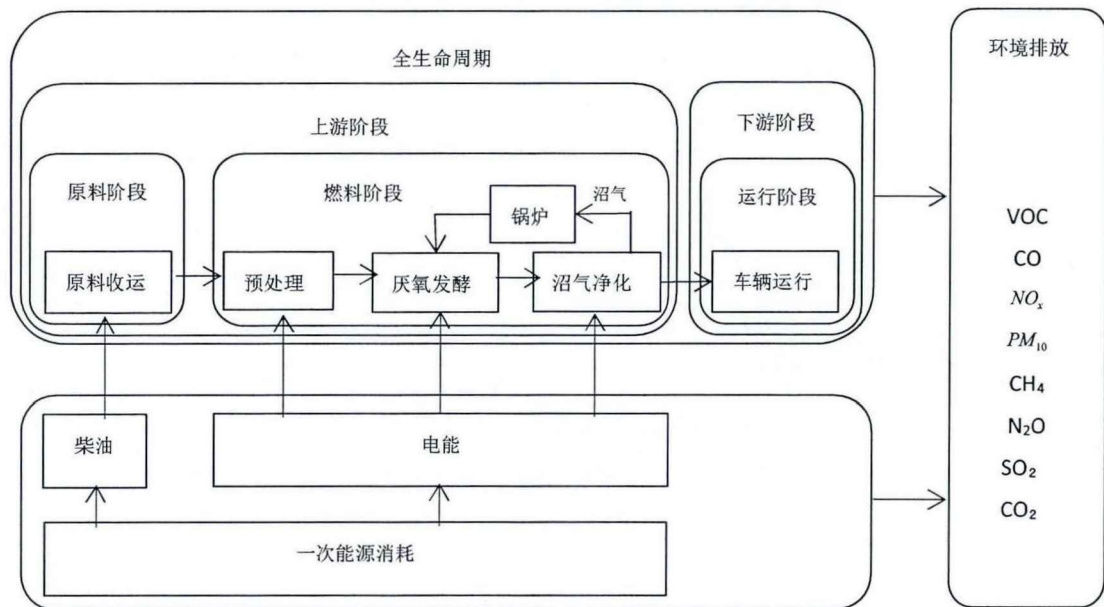 全生命周期
环境排放
上游阶段
下游阶段
原料阶段
燃料阶段
沼气
运行阶段
锅炉
原料收运
预处理
厌氧发酵
沼气净化
车辆运行
VOC
CO
NOₓ
PM₁₀
CH₄
N₂O
SO₂
CO₂
柴油
电能
一次能源消耗